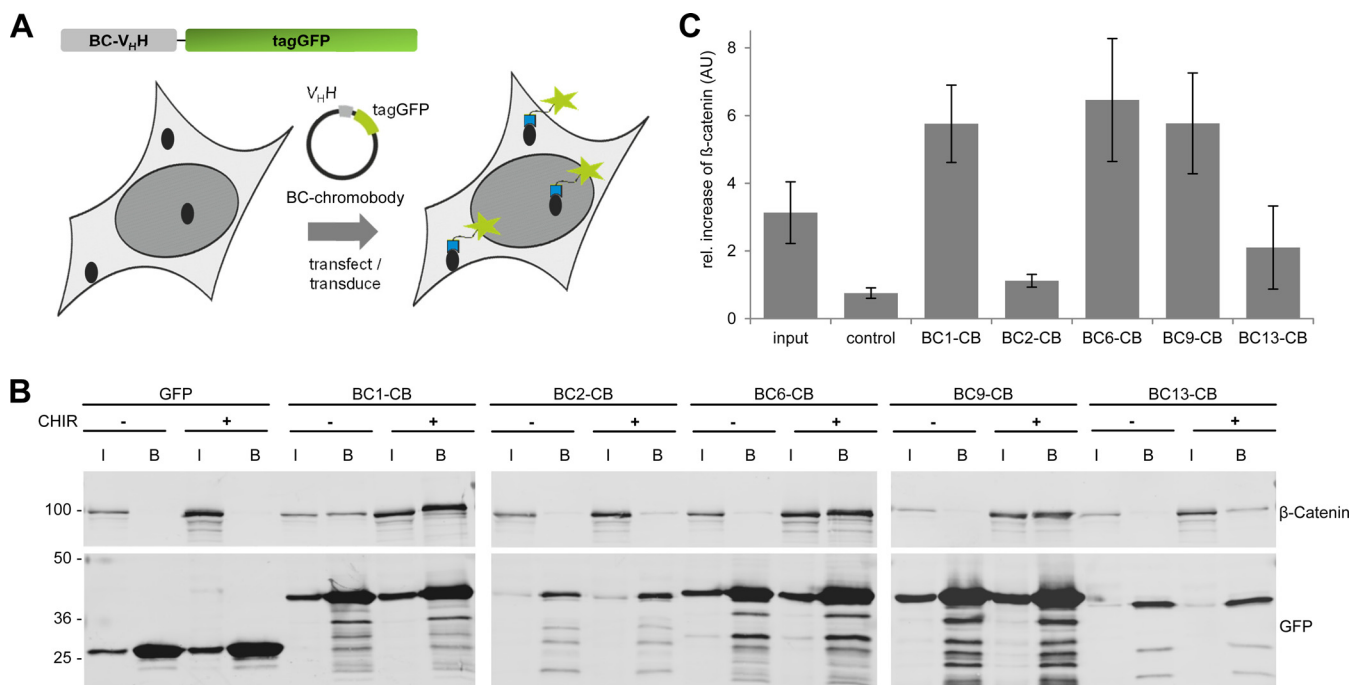 A
BC-VHH
tagGFP
VHH
tagGFP
BC-chromobody
transfect /
transduce
C
rel. increase of ß-catenin (AU)
8
6
4
2
0
input control BC1-CB BC2-CB BC6-CB BC9-CB BC13-CB
B
GFP BC1-CB BC2-CB BC6-CB BC9-CB BC13-CB
CHIR - + - + - + - + - + - +
I B I B I B I B I B I B I B I B I B I B I B I B
100 -
β-Catenin
50 -
36 -
25 -
GFP